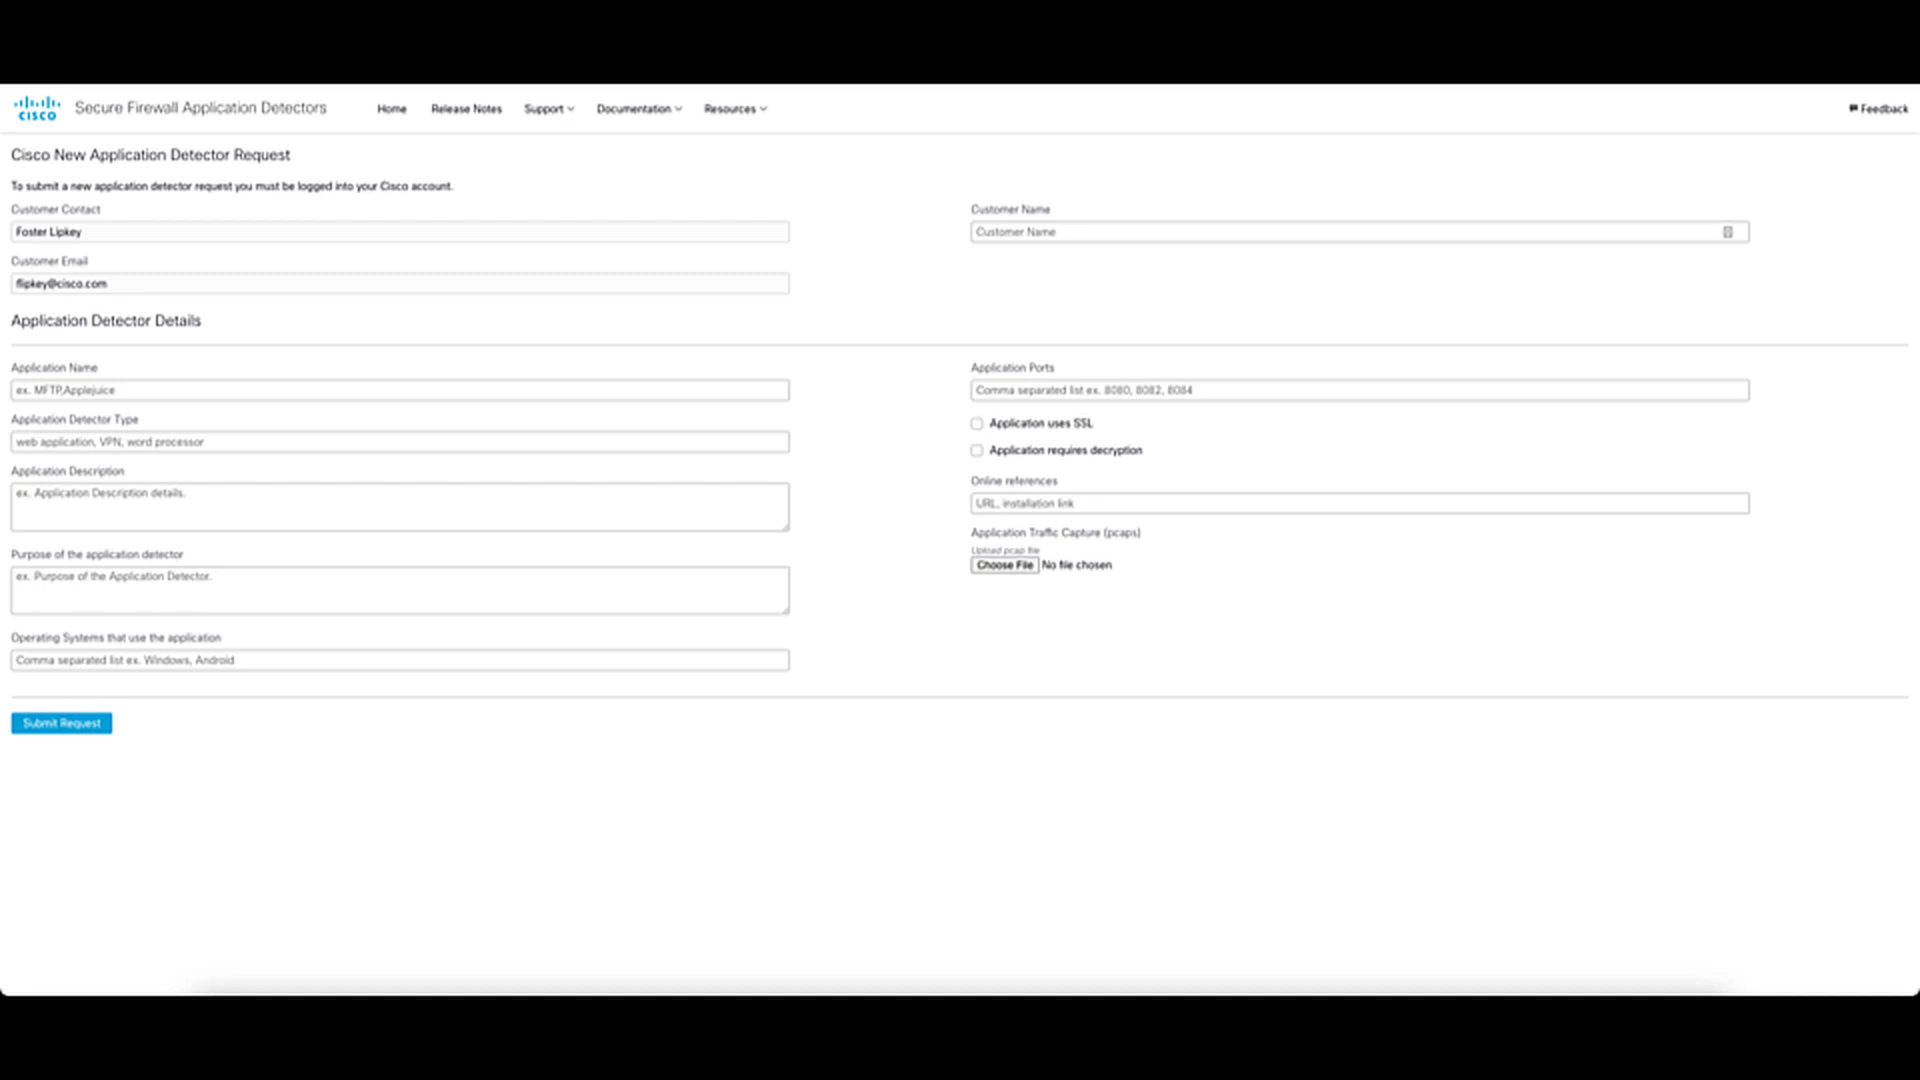 CISCO
Secure Firewall Application Detectors
Home
Release Notes
Support
Documentation
Resources
Feedback
Cisco New Application Detector Request
To submit a new application detector request you must be logged into your Cisco account.
Customer Contact
Foster Lipkey
Customer Name
Customer Name
Customer Email
flipkey@cisco.com
Application Detector Details
Application Name
ex. MFTP,Applejuice
Application Detector Type
web application, VPN, word processor
Application Description
ex. Application Description details.
Purpose of the application detector
ex. Purpose of the Application Detector.
Operating Systems that use the application
Comma separated list ex. Windows, Android
Application Ports
Comma separated list ex. 8080, 8082, 8084
Application uses SSL
Application requires decryption
Online references
URL, installation link
Application Traffic Capture (pcaps)
Upload pcap file
Choose File No file chosen
Submit Request